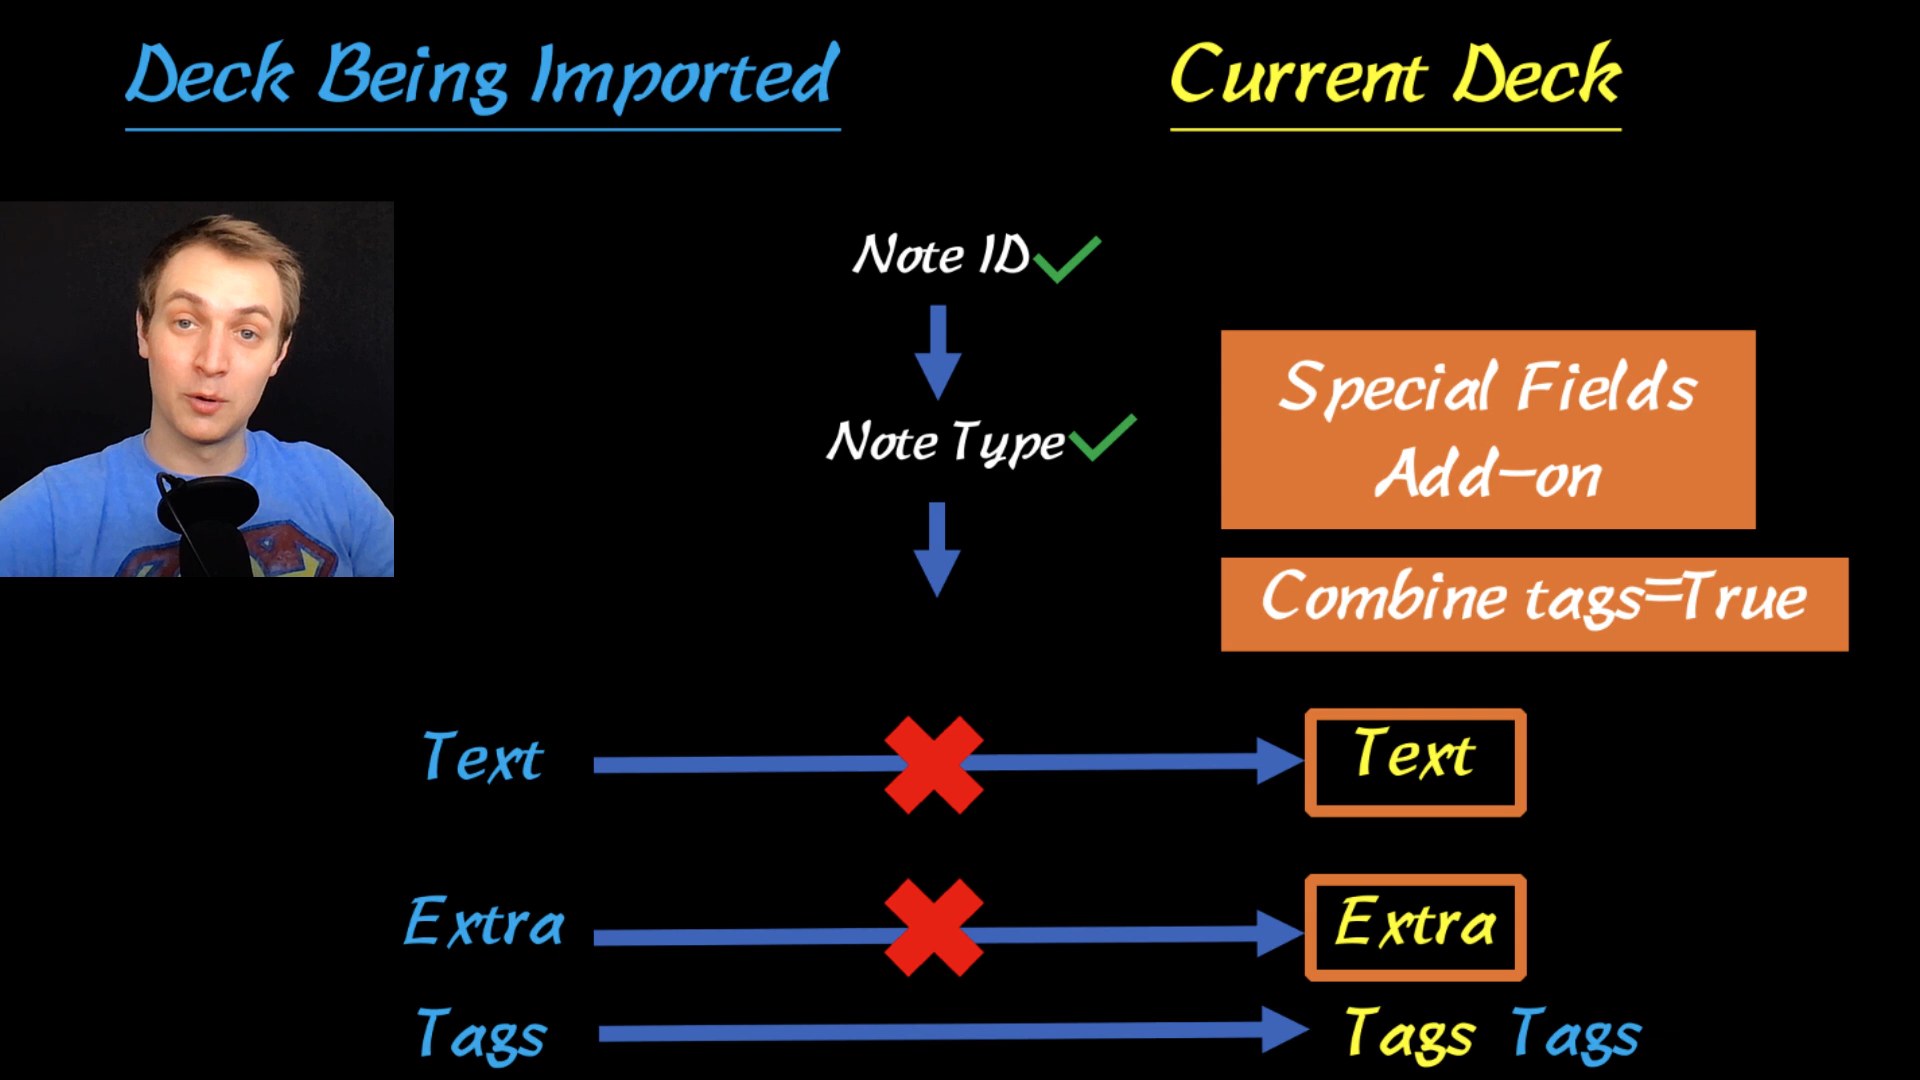 Deck Being Imported
Current Deck
Note ID
Note Type
Special Fields
Add-on
Combine tags=True
Text
Text
Extra
Extra
Tags
Tags Tags